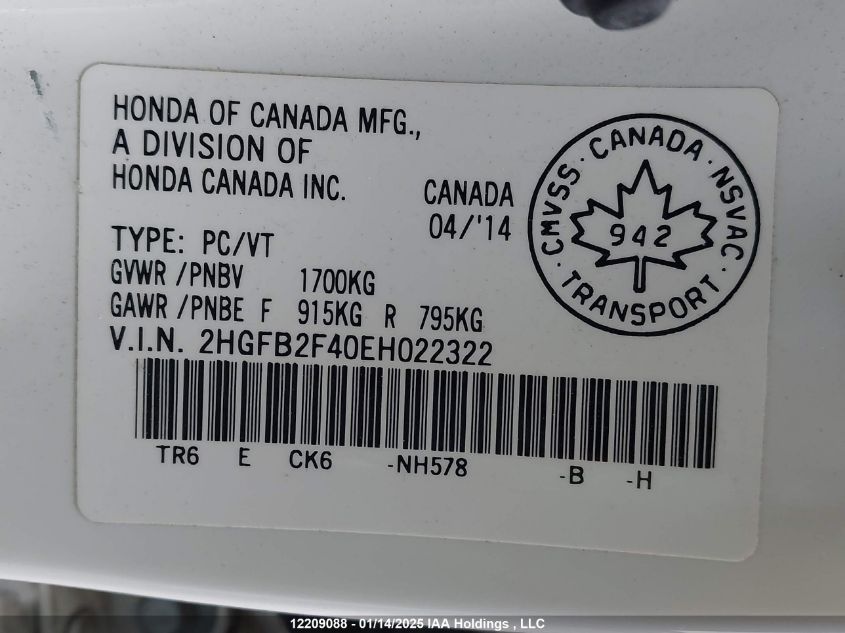 HONDA OF CANADA MFG.,
A DIVISION OF
HONDA CANADA INC.
CANADA
04/'14
TYPE: PC/VT
GVWR /PNBV 1700KG
GAWR /PNBE F 915KG R 795KG
V.I.N. 2HGFB2F40EH022322
TR6 E CK6 -NH578 -B -H
CMVSS · CANADA · NSVAC · TRANSPORT ·
942
12209088 - 01/14/2025 IAA Holdings , LLC